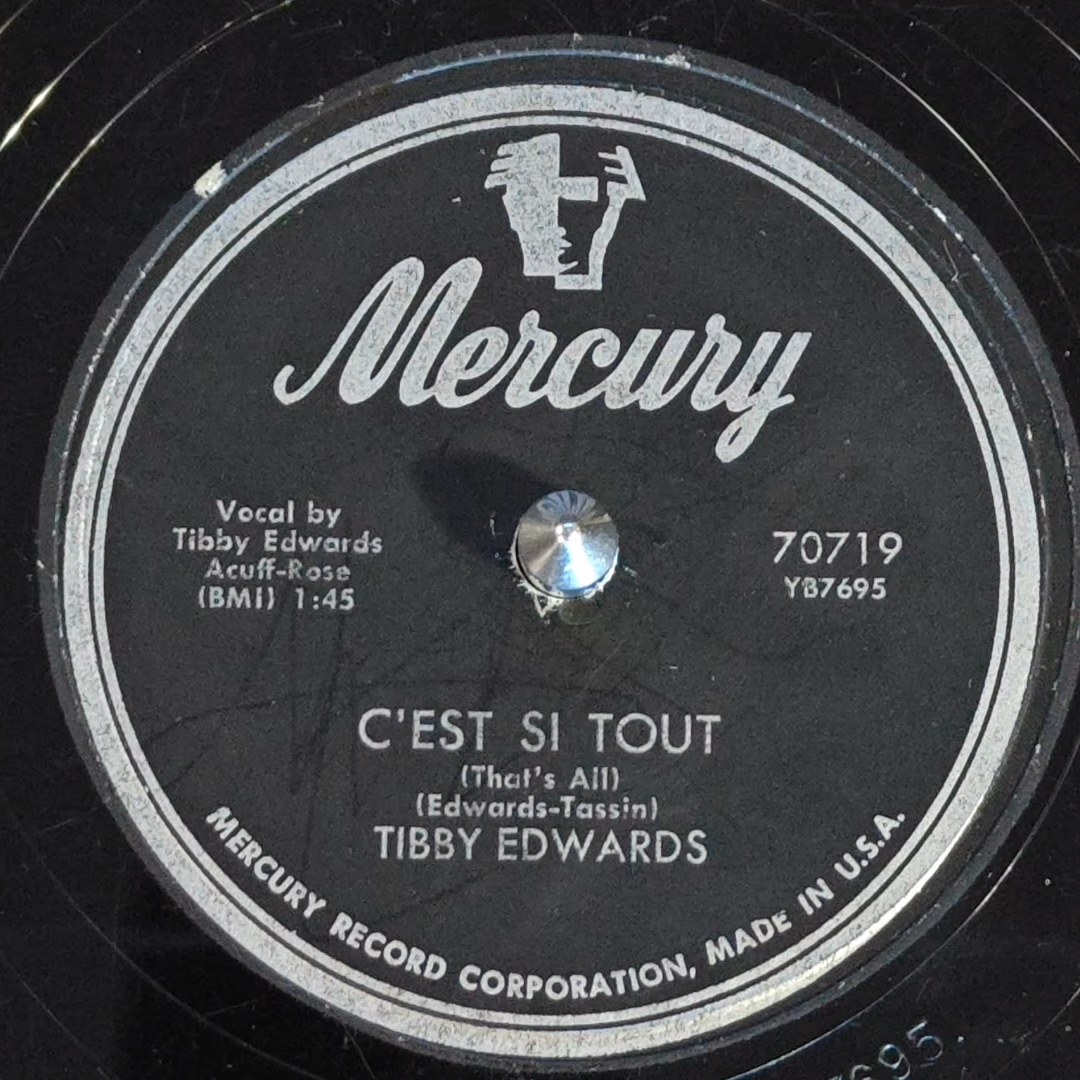 Mercury
Vocal by
Tibby Edwards
Acuff-Rose
(BMI) 1:45
70719
YB7695
C'EST SI TOUT
(That's All)
(Edwards-Tassin)
TIBBY EDWARDS
MERCURY RECORD CORPORATION, MADE IN U.S.A.
7695.